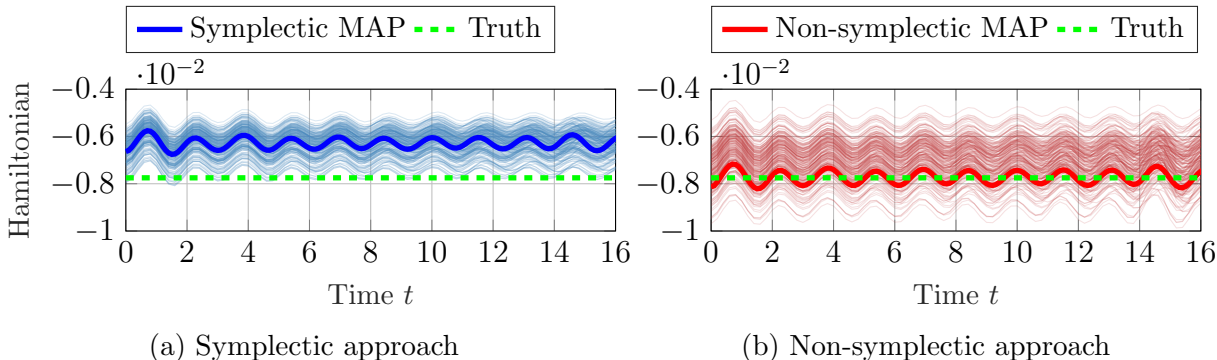 Symplectic MAP Truth
Non-symplectic MAP Truth
Hamiltonian
·10−2
−0.4
−0.6
−0.8
−1
0 2 4 6 8 10 12 14 16
Time t
(a) Symplectic approach
·10−2
−0.4
−0.6
−0.8
−1
0 2 4 6 8 10 12 14 16
Time t
(b) Non-symplectic approach